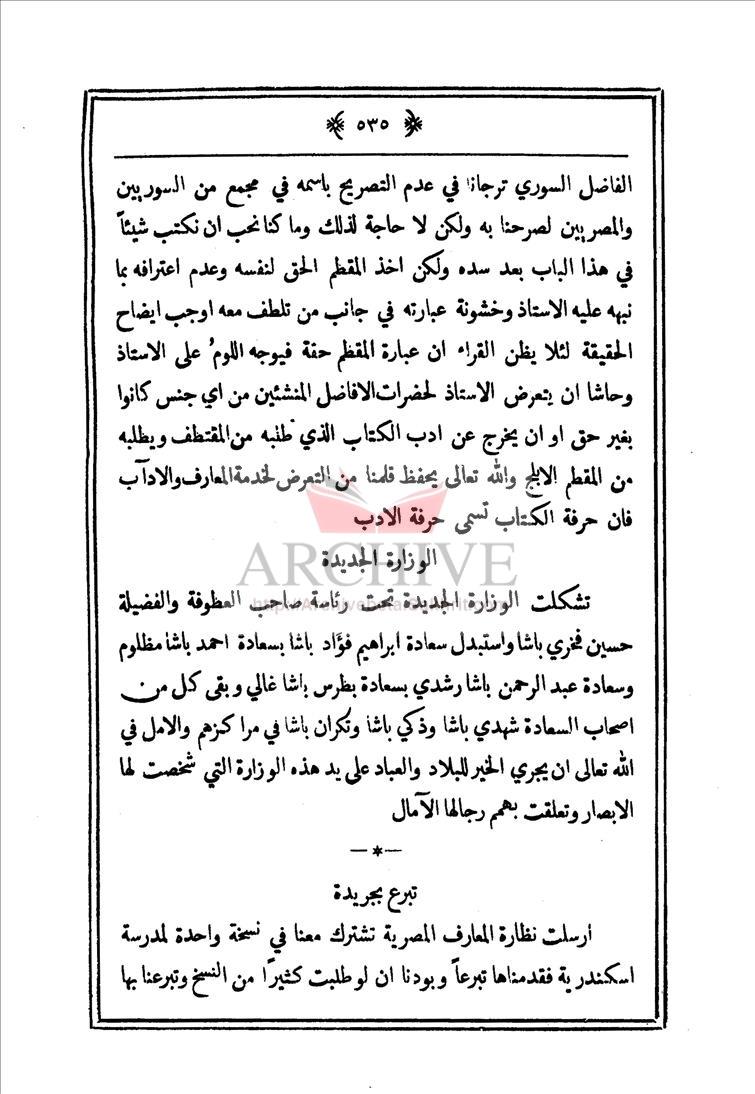 ٥٣٥
الفاضل السوري ترجانا في عدم التصريح باسمه في مجمع من السوريين
والمصريين لصرحنا به ولكن لا حاجة لذلك وما كنا نحب ان نكتب شيئاً
في هذا الباب بعد سده ولكن اخذ المقطم الحق لنفسه وعدم اعترافه بما
نبهه عليه الاستاذ وخشونة عبارته في جانب من تلطف معه اوجب ايضاح
الحقيقة لئلا يظن القراء ان عبارة المقظم حقة فيوجه اللوم على الاستاذ
وحاشا ان يتعرض الاستاذ لحضرات الافاضل المنشئين من اي جنس كانوا
بغير حق او ان يخرج عن ادب الكتاب الذي طلبه من المقتظف ويظلبه
من المقطم الابلج والله تعالى يحفظ قلمنا من التعرض لخدمة المعارف والادآب
فان حرفة الكتاب تسمى حرفة الادب
الوزارة الجديدة
ARCHIVE
تشكلت الوزارة الجديدة تحت رئاسة صاحب العطوفة والفضيلة
حسين فخري باشا واستبدل سعادة ابراهيم فؤاد باشا بسعادة احمد باشا مظلوم
وسعادة عبد الرحمن باشا رشدي بسعادة بطرس باشا غالي وبقى كل من
اصحاب السعادة شهدي باشا وذكي باشا وتكران باشا في مراكزهم والامل في
الله تعالى ان يجري الخير للبلاد والعباد على يد هذه الوزارة التي شخصت لها
الابصار وتعلقت بهمم رجالها الآمال
—*—
تبرع بجريدة
ارسلت نظارة المعارف المصرية تشترك معنا في نسخة واحدة لمدرسة
اسكندرية فقدمناها تبرعاً وبودنا ان لو طلبت كثيرًا من النسخ وتبرعنا بها